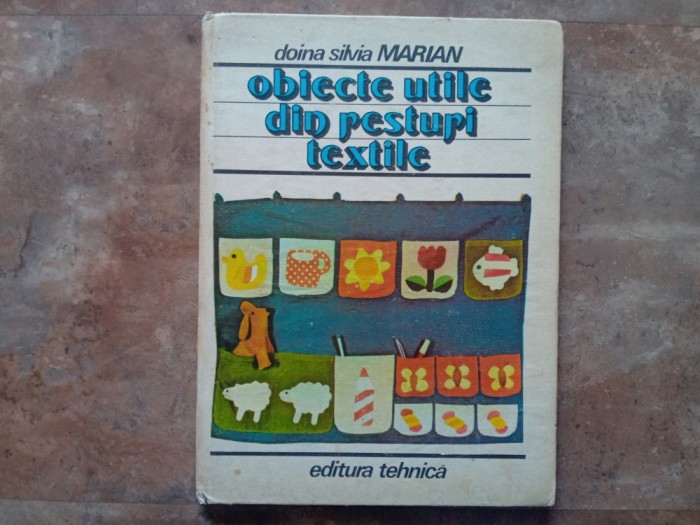 doina silvia MARIAN
obiecte utile
din resturi
textile
editura tehnică